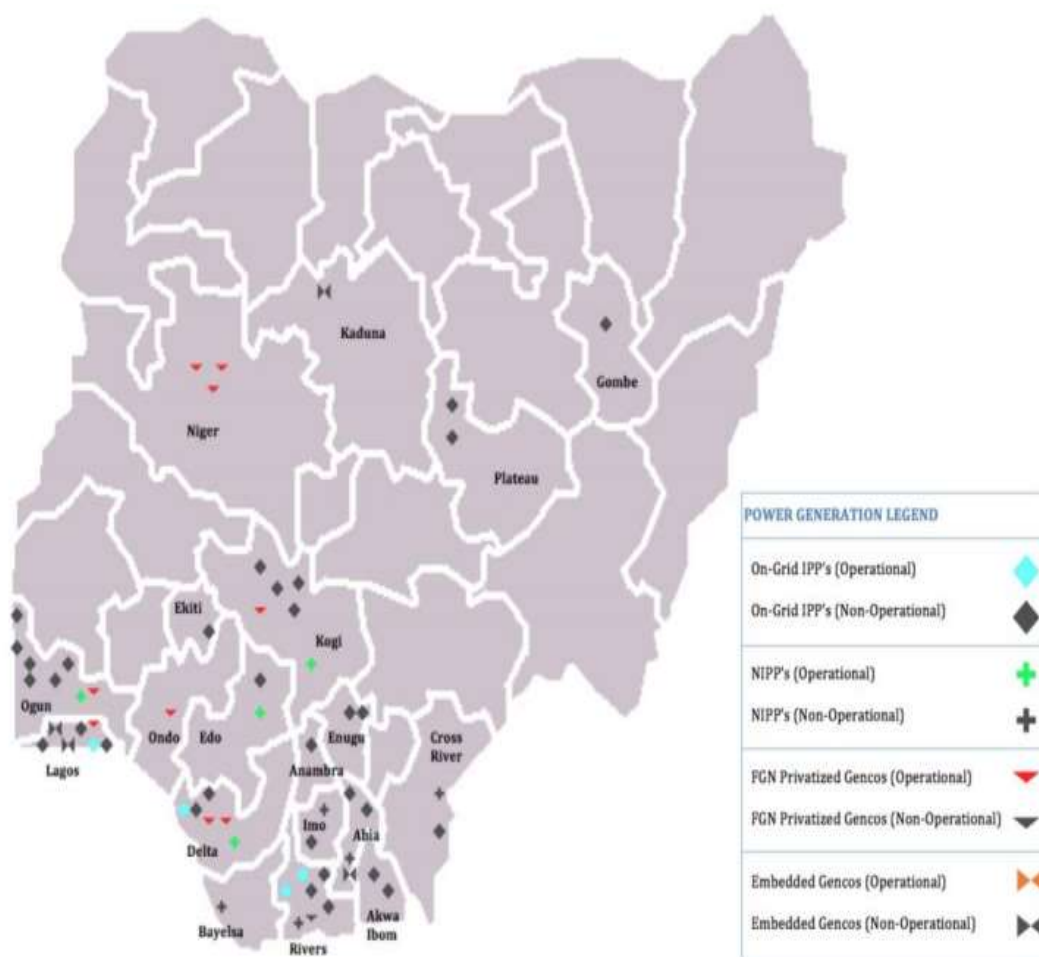 Kaduna
Gombe
Niger
Plateau
POWER GENERATION LEGEND
On-Grid IPP's (Operational)
On-Grid IPP's (Non-Operational)
NIPP's (Operational)
NIPP's (Non-Operational)
FGN Privatized Gencos (Operational)
FGN Privatized Gencos (Non-Operational)
Embedded Gencos (Operational)
Embedded Gencos (Non-Operational)
Ekiti
Kogi
Ogun
Ondo
Edo
Enugu
Cross
River
Lagos
Anambra
Imo
Abia
Delta
Bayelsa
Akwa
Ibom
Rivers